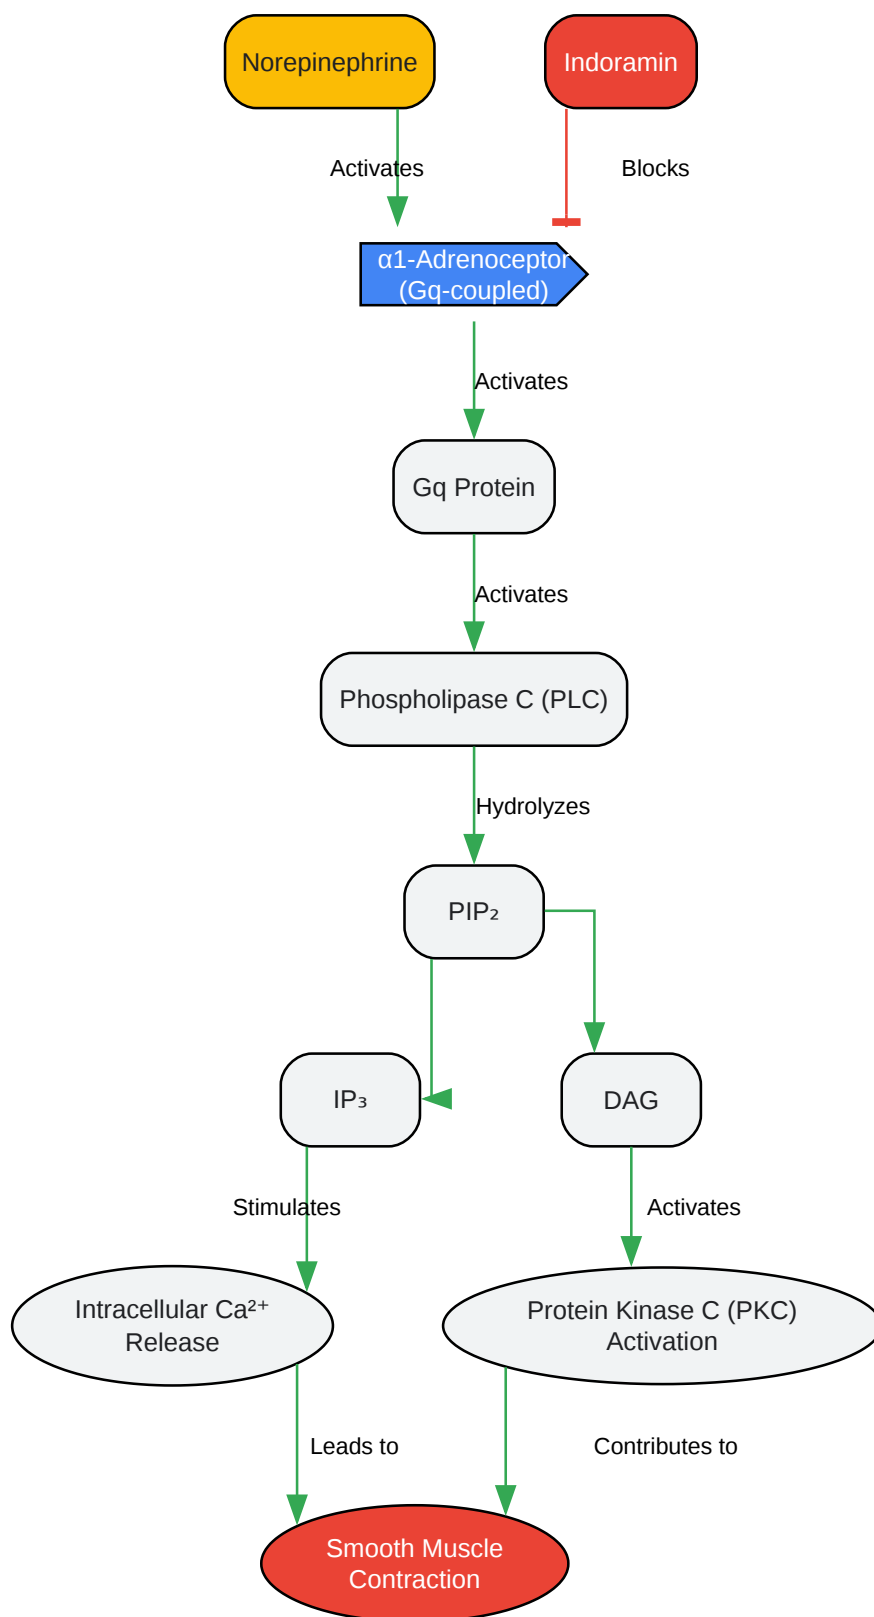 Norepinephrine
Indoramin
Activates
Blocks
α1-Adrenoceptor
(Gq-coupled)
Activates
Gq Protein
Activates
Phospholipase C (PLC)
Hydrolyzes
PIP₂
IP₃
DAG
Stimulates
Activates
Intracellular Ca²⁺
Release
Protein Kinase C (PKC)
Activation
Leads to
Contributes to
Smooth Muscle
Contraction